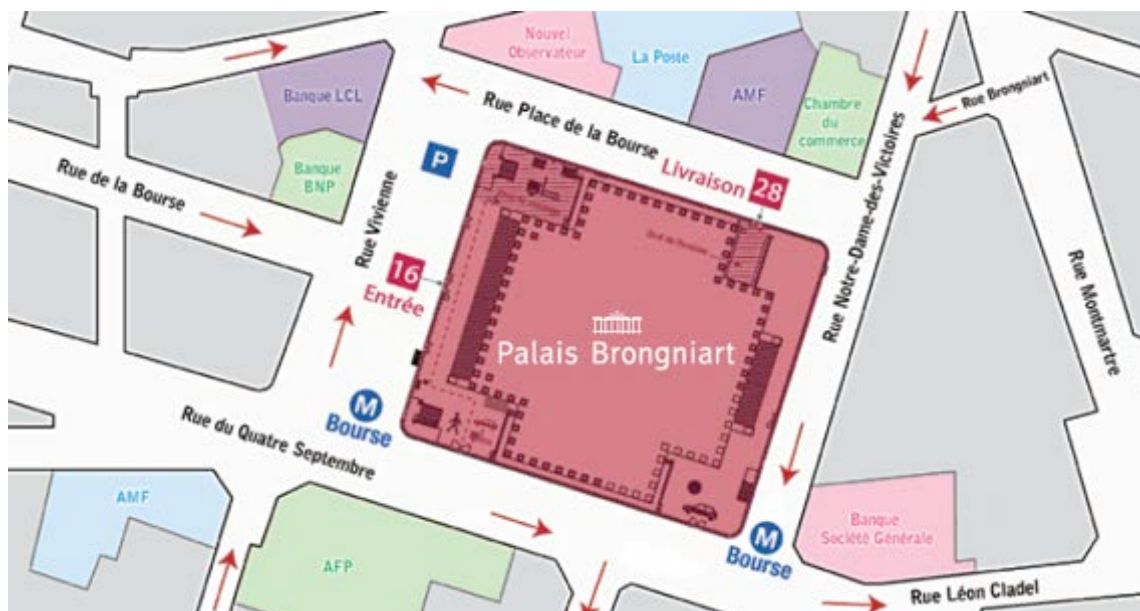 Nouvel
Observateur
La Poste
Banque LCL
AMF
Chambre
du
commerce
Rue Brongniart
Rue Place de la Bourse
Banque
BNP
P
Rue de la Bourse
Livraison 28
Rue Vivienne
Rue Notre-Dame-des-Victoires
16
Entrée
Rue Montmartre
Palais Brongniart
M
Bourse
Rue du Quatre Septembre
AMF
AFP
M
Bourse
Banque
Société Générale
Rue Léon Cladel